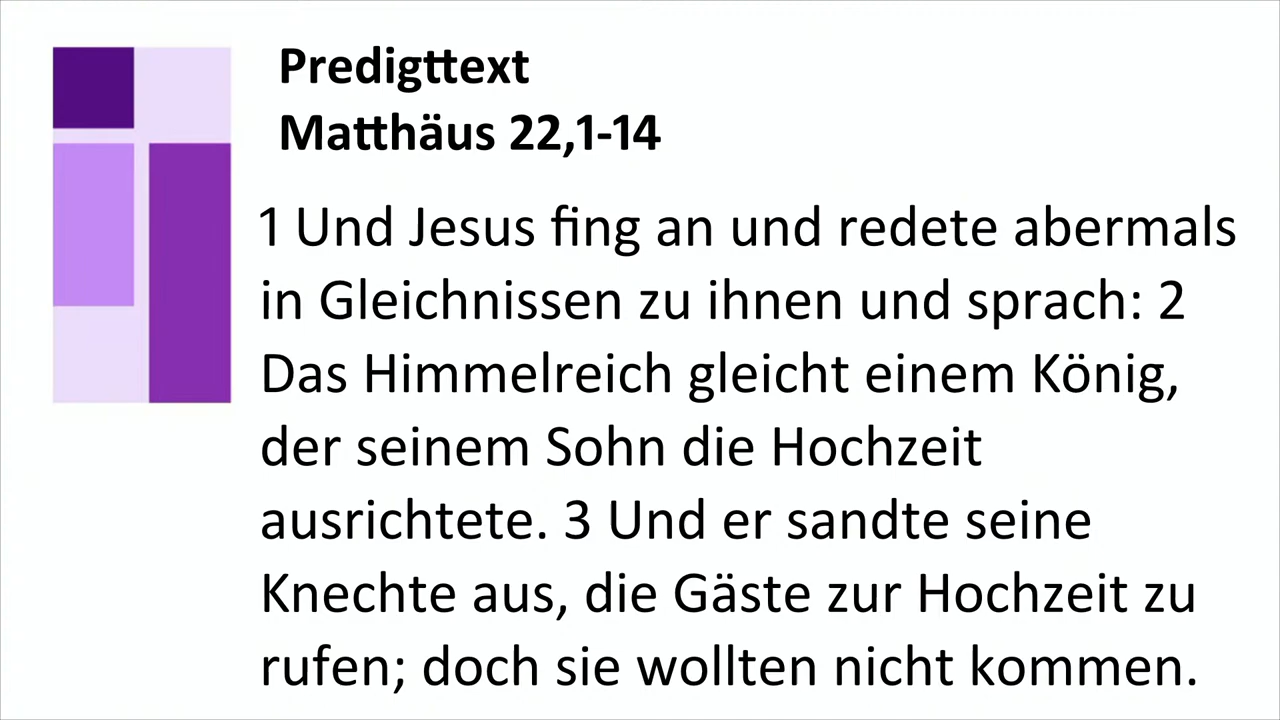 Predigttext
Matthäus 22,1-14
1 Und Jesus fing an und redete abermals
in Gleichnissen zu ihnen und sprach: 2
Das Himmelreich gleicht einem König,
der seinem Sohn die Hochzeit
ausrichtete. 3 Und er sandte seine
Knechte aus, die Gäste zur Hochzeit zu
rufen; doch sie wollten nicht kommen.